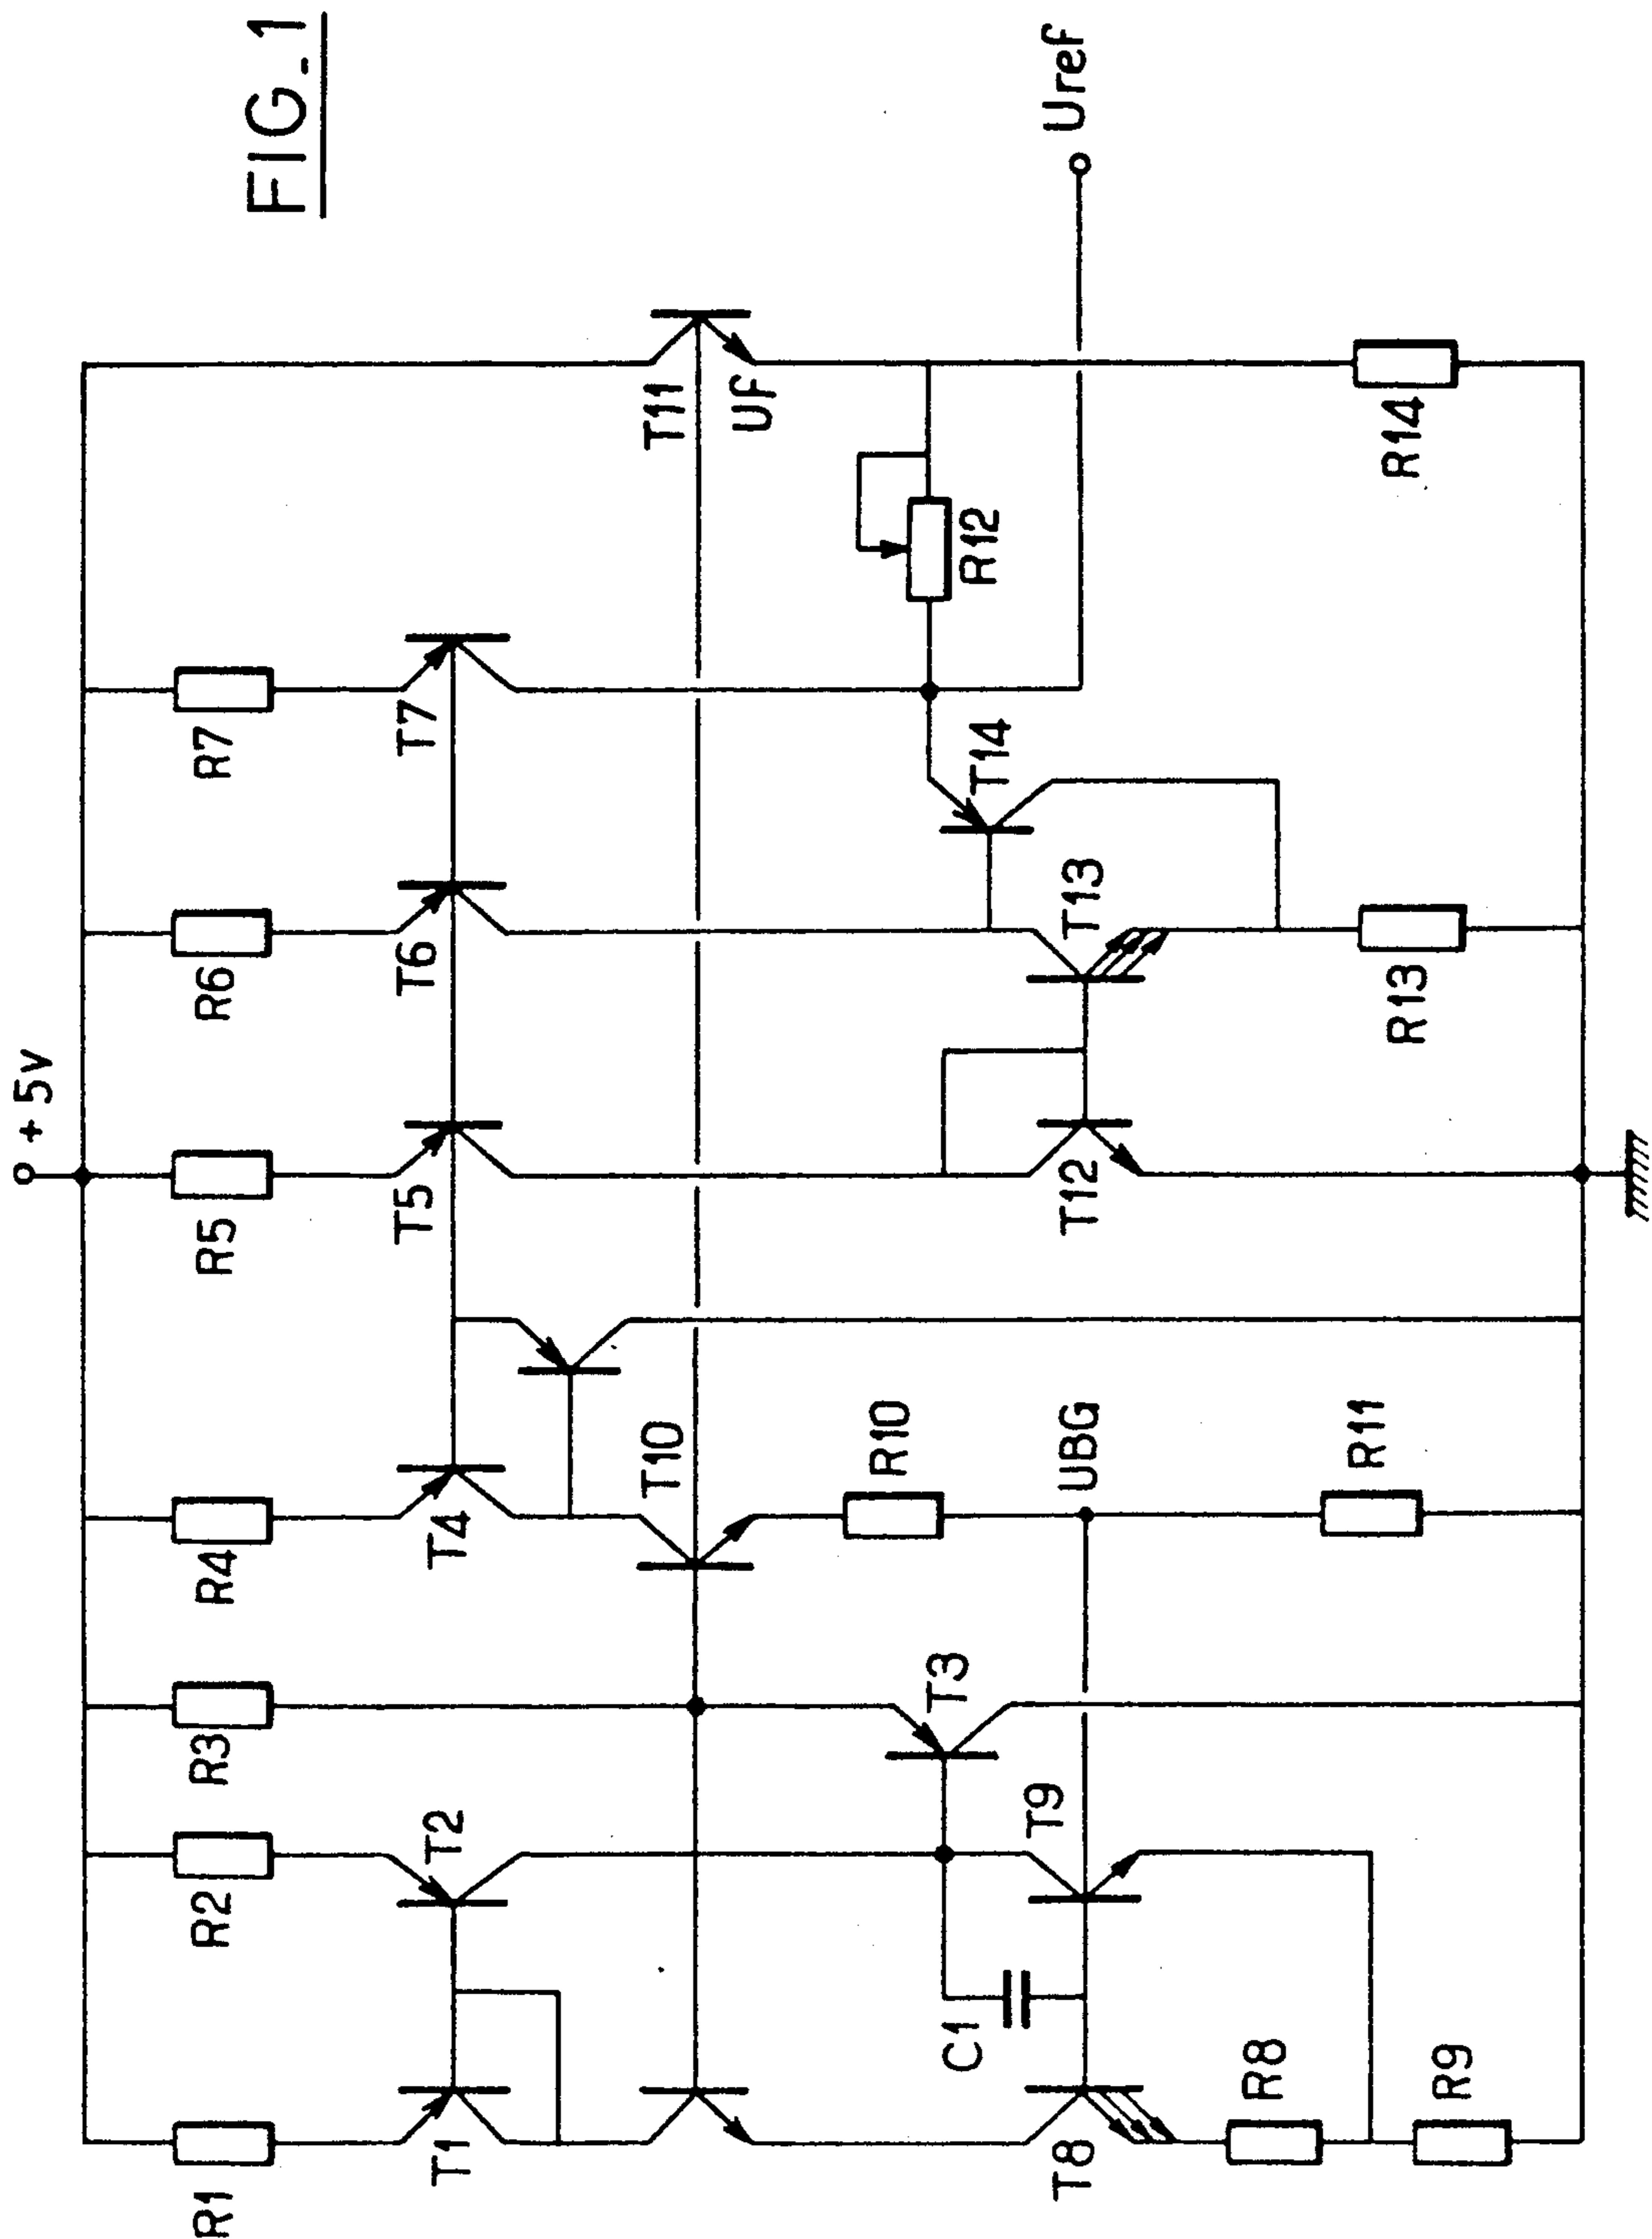 FIG_1
+5V
R1
R2
R3
R4
R5
R6
R7
T1
T2
T4
T5
T6
T7
T10
T11
UF
T3
R10
T14
R12
Uref
C1
T8
T9
UBG
T12
T13
R8
R9
R11
R13
R14